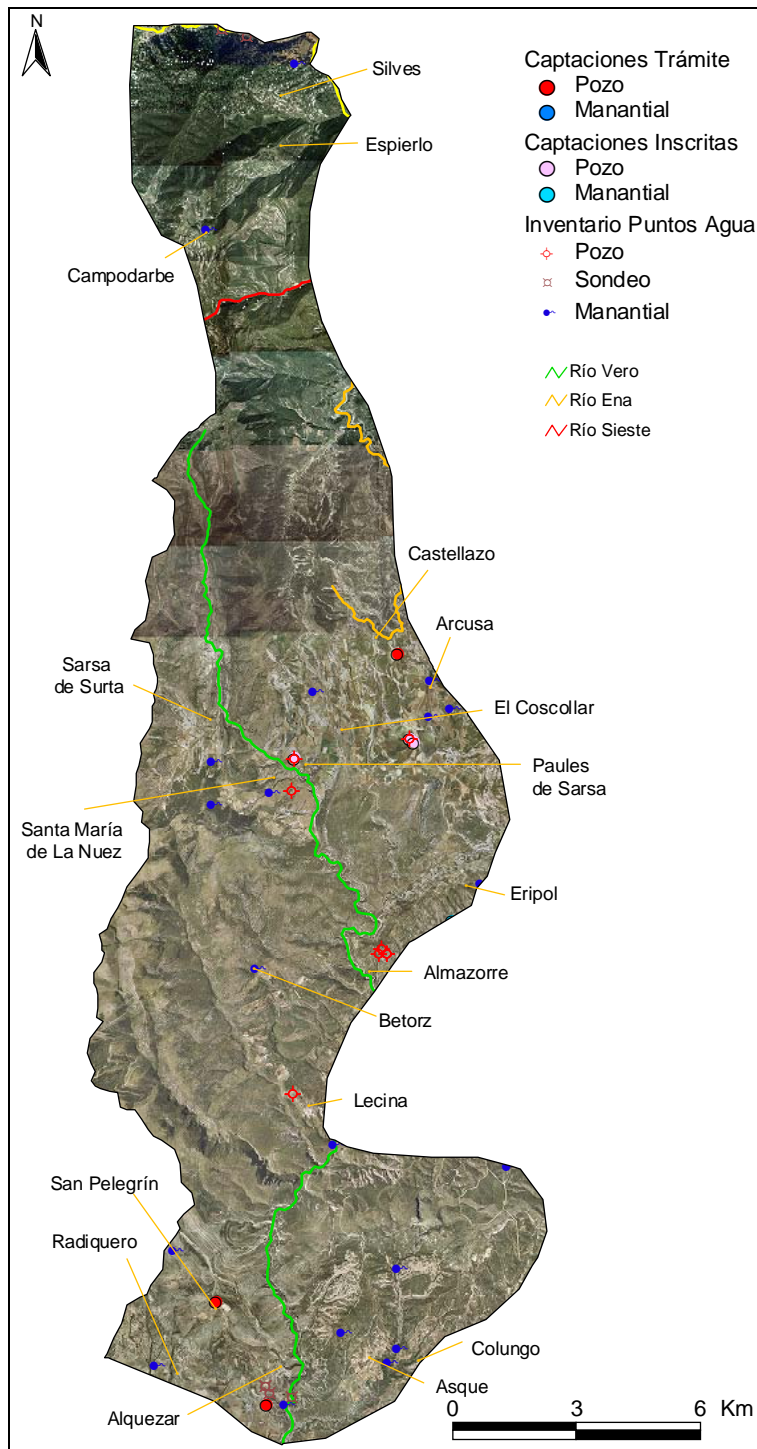 N
Silves
Espierlo
Campodarbe
Captaciones Trámite
Pozo
Manantial
Captaciones Inscritas
Pozo
Manantial
Inventario Puntos Agua
Pozo
Sondeo
Manantial
Río Vero
Río Ena
Río Sieste
Castellazo
Arcusa
Sarsa
de Surta
El Coscollar
Paules
de Sarsa
Santa María
de La Nuez
Eripol
Almazorre
Betorz
Lecina
San Pelegrín
Radiquero
Colungo
Asque
Alquezar
0 3 6 Km